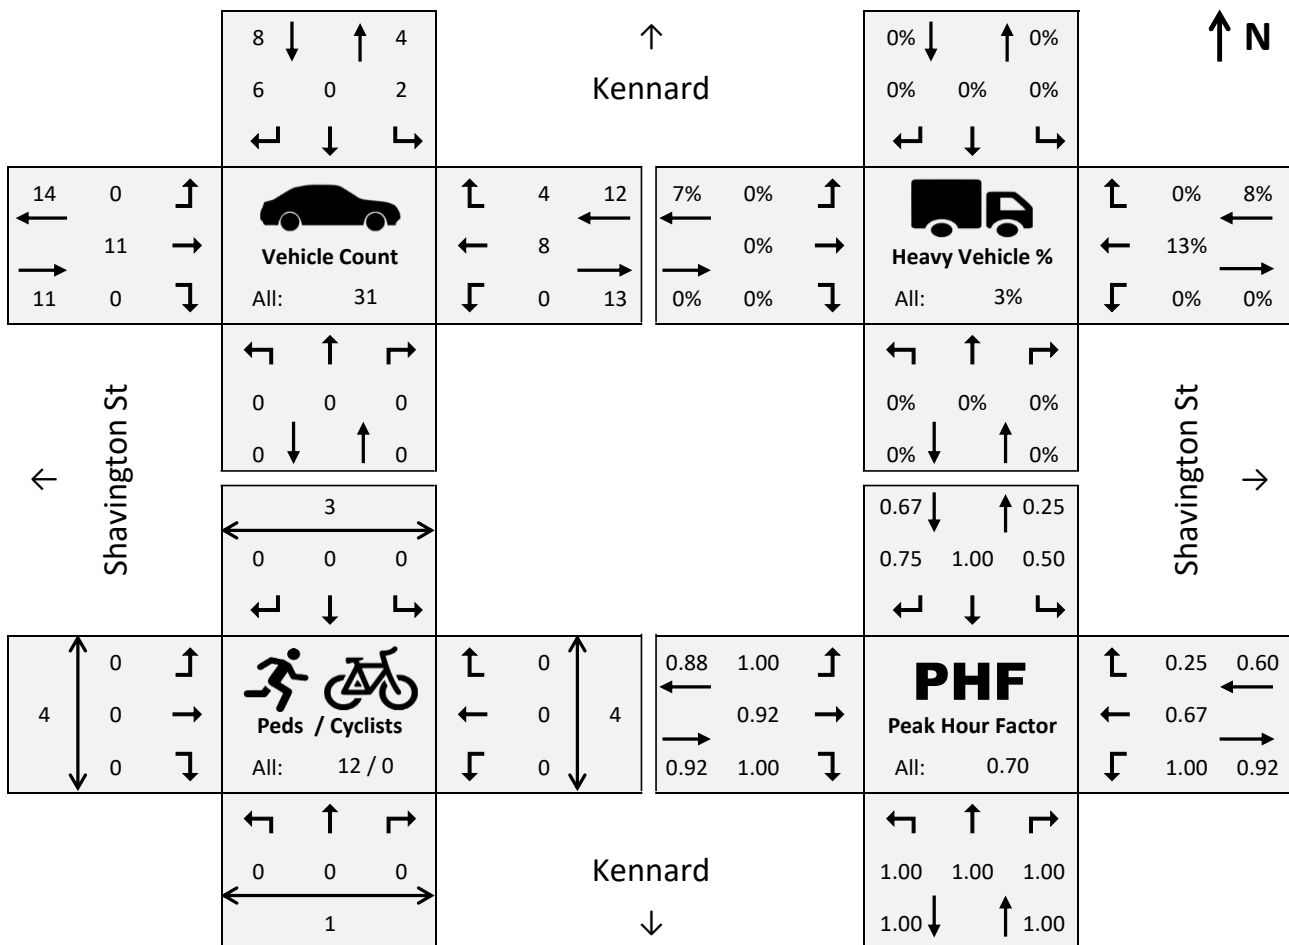 8 4 0% 0% N
Kennard
6 0 2 0% 0% 0%
14 0 4 12 7% 0% 0% 8%
11 8 0% 13%
Vehicle Count Heavy Vehicle %
11 0 All: 31 0 13 0% 0% All: 3% 0% 0%
0 0 0 0% 0% 0%
0 0 0% 0%
Shavington St
Shavington St
3 0.67 0.25
0 0 0 0.75 1.00 0.50
0 0 0.88 1.00 PHF 0.25 0.60
4 0 0 4 0.92 0.67
Peds / Cyclists Peak Hour Factor
0 All: 12 / 0 0 0.92 1.00 All: 0.70 1.00 0.92
0 0 0 Kennard 1.00 1.00 1.00
1 1.00 1.00